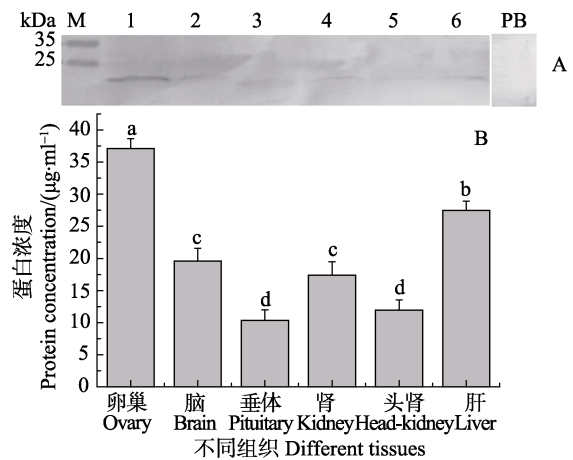 kDa M 1 2 3 4 5 6 PB
35
25
A
B
蛋白浓度
Protein concentration/(μg·ml⁻¹)
40
35
30
25
20
15
10
5
0
a
c
d
c
d
b
卵巢 脑 垂体 肾 头肾 肝
Ovary Brain Pituitary Kidney Head-kidney Liver
不同组织 Different tissues